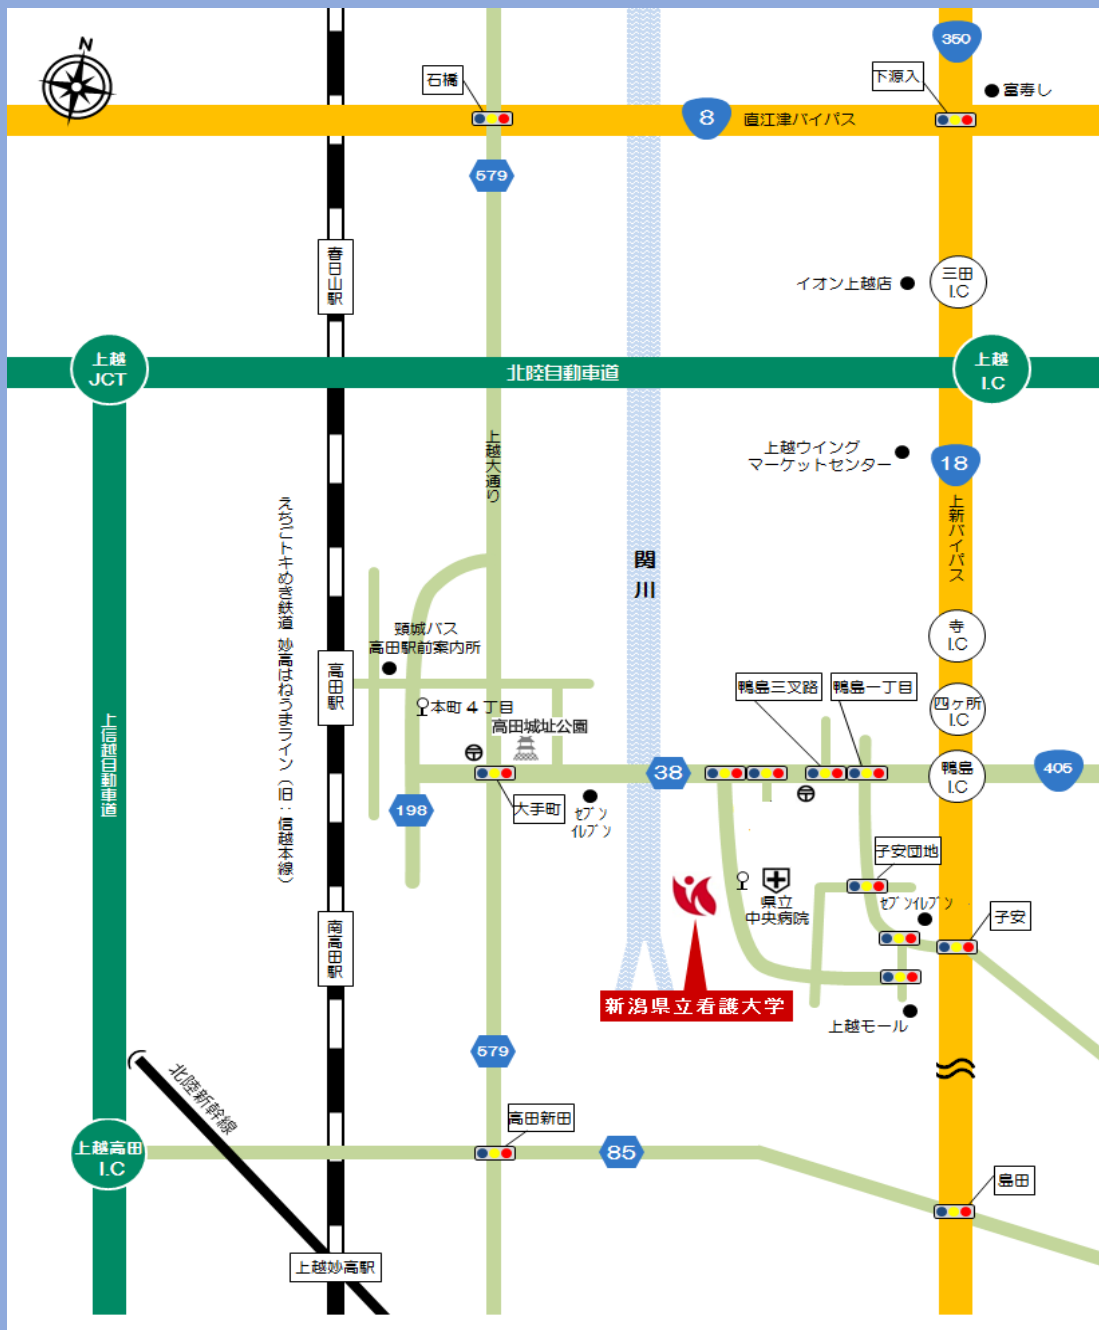 N
350
石橋
下源入
富寿し
8
直江津バイパス
579
春日山駅
イオン上越店
三田
I.C
上越
JCT
北陸自動車道
上越
I.C
上越大通り
上越ウイング
マーケットセンター
18
上新バイパス
えちごトキめき鉄道 妙高はねうまライン(旧:信越本線)
関川
寺
I.C
頸城バス
高田駅前案内所
高田駅
鴨島三叉路
鴨島一丁目
四ヶ所
I.C
本町4丁目
高田城址公園
上信越自動車道
38
鴨島
I.C
405
198
大手町
セブン
イレブン
子安団地
県立
中央病院
セブンイレブン
子安
南高田駅
新潟県立看護大学
上越モール
579
北陸新幹線
高田新田
上越高田
I.C
85
島田
上越妙高駅